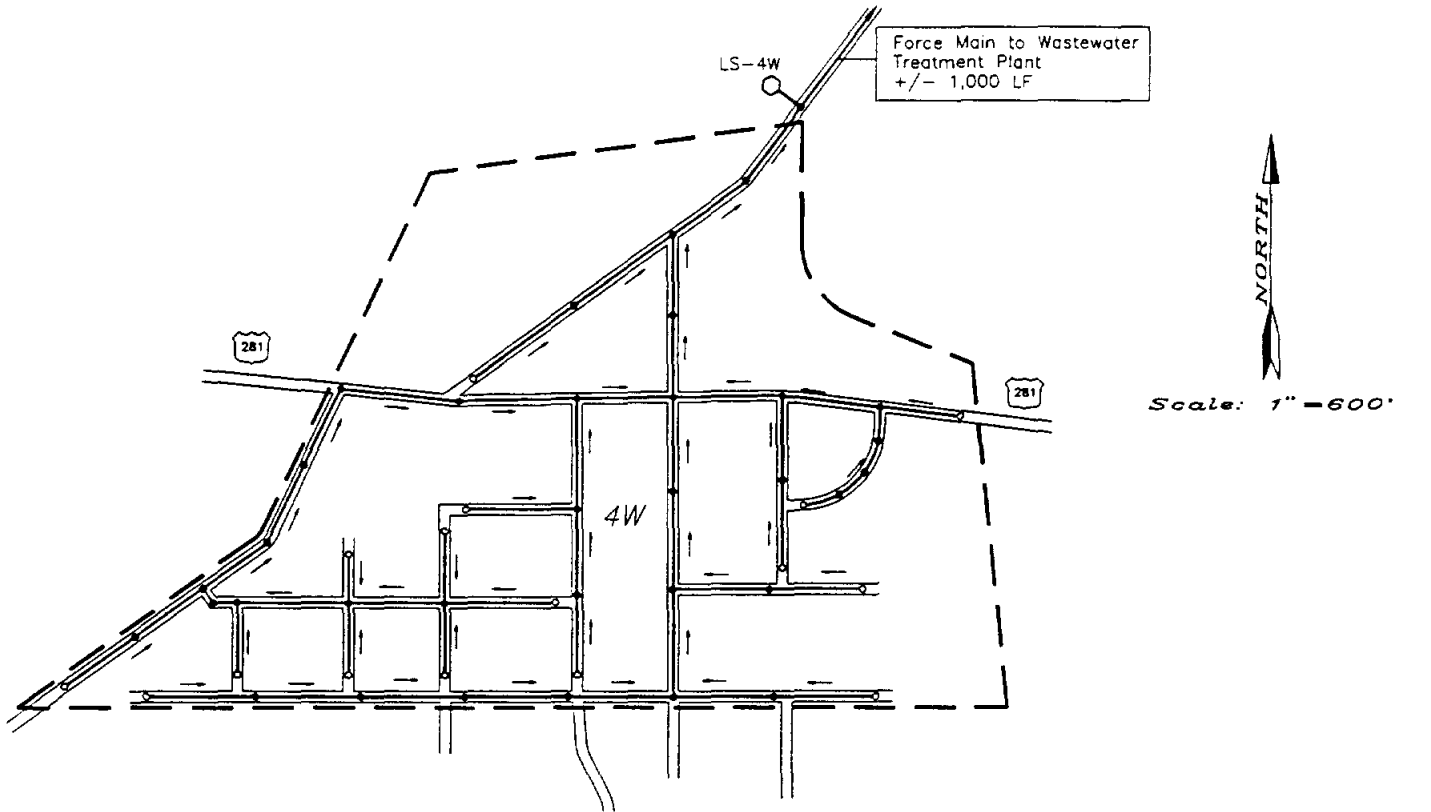 Force Main to Wastewater
Treatment Plant
+/- 1,000 LF
LS-4W
NORTH
281
281
Scale: 1"=600'
4W